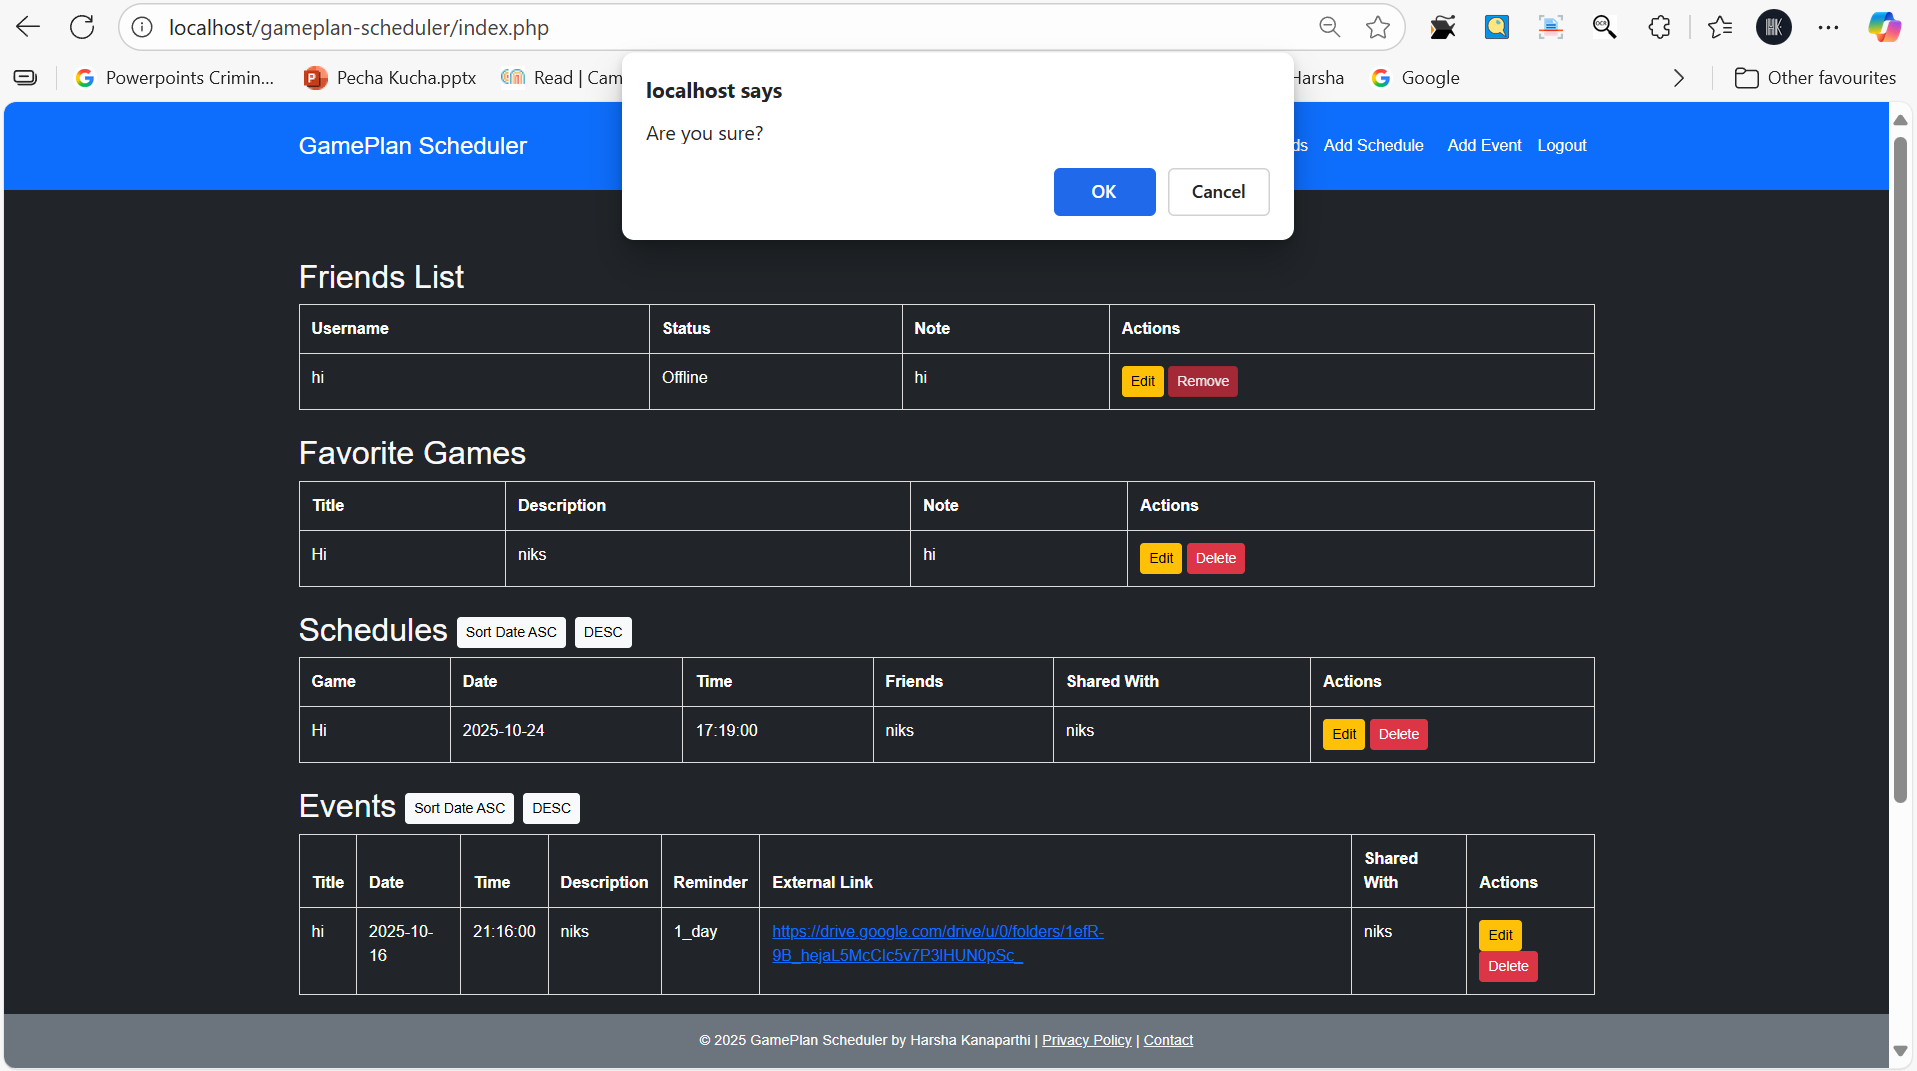 localhost/gameplan-scheduler/index.php
Powerpoints Crimin... Pecha Kucha.pptx Read | Cam Harsha Google Other favourites
localhost says
Are you sure?
OK Cancel
GamePlan Scheduler Add Schedule Add Event Logout
Friends List
Username Status Note Actions
hi Offline hi Edit Remove
Favorite Games
Title Description Note Actions
Hi niks hi Edit Delete
Schedules Sort Date ASC DESC
Game Date Time Friends Shared With Actions
Hi 2025-10-24 17:19:00 niks niks Edit Delete
Events Sort Date ASC DESC
Shared
Title Date Time Description Reminder External Link With Actions
hi 2025-10- 21:16:00 niks 1_day https://drive.google.com/drive/u/0/folders/1efR- niks Edit
16 9B_hejaL5McClc5v7P3lHUN0pSc_ Delete
© 2025 GamePlan Scheduler by Harsha Kanaparthi | Privacy Policy | Contact